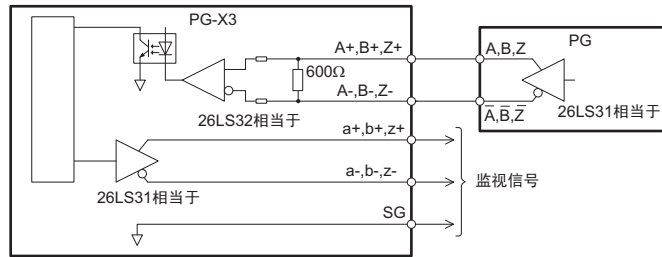 PG-X3
PG
A+,B+,Z+
A,B,Z
600Ω
A-,B-,Z-
A,B,Z
26LS32相当于
26LS31相当于
a+,b+,z+
a-,b-,z-
监视信号
26LS31相当于
SG